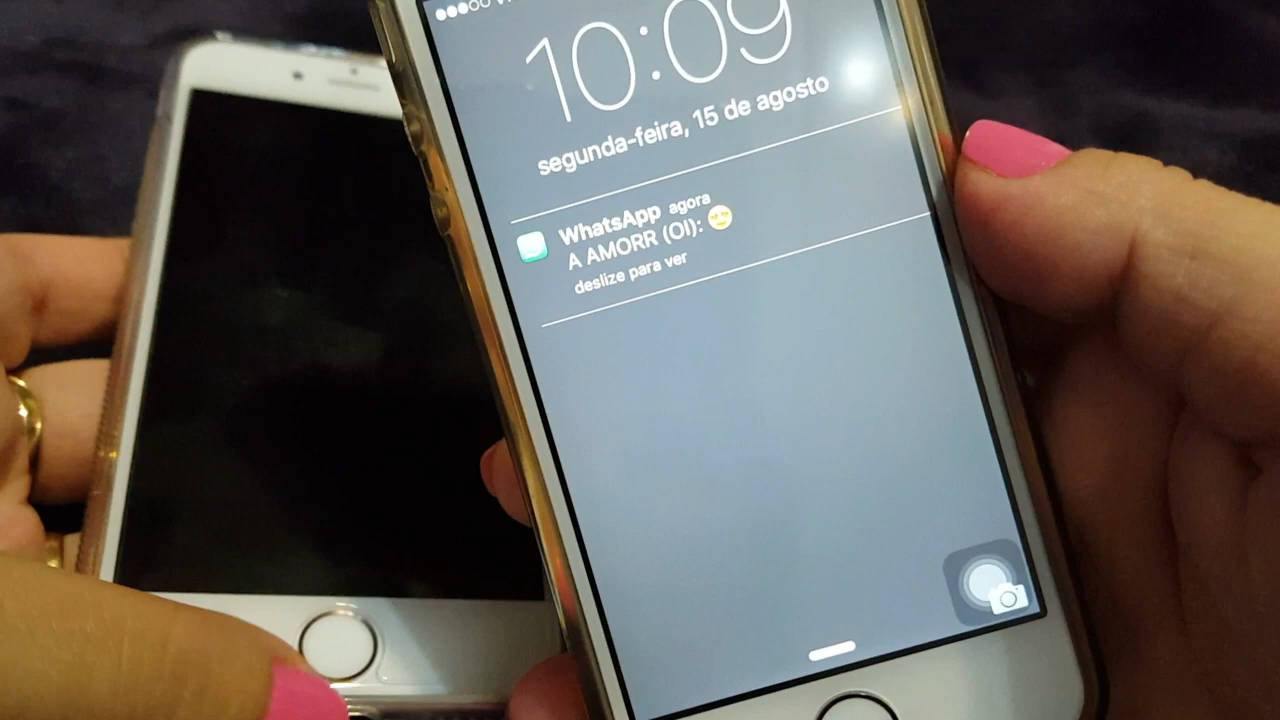 10:09
segunda-feira, 15 de agosto
WhatsApp agora
A AMORR (OI): 😍
deslize para ver